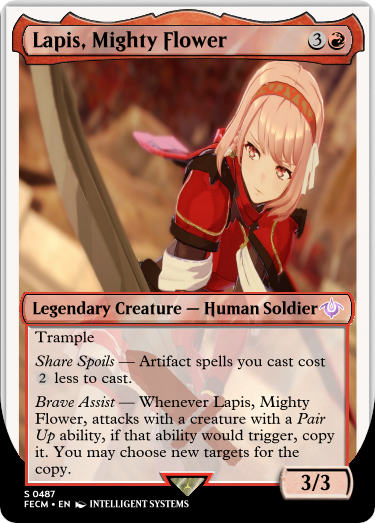 Lapis, Mighty Flower 3
Legendary Creature — Human Soldier
Trample
Share Spoils — Artifact spells you cast cost
2 less to cast.
Brave Assist — Whenever Lapis, Mighty
Flower, attacks with a creature with a Pair
Up ability, if that ability would trigger, copy
it. You may choose new targets for the
copy.
3/3
S 0487
FECM • EN INTELLIGENT SYSTEMS